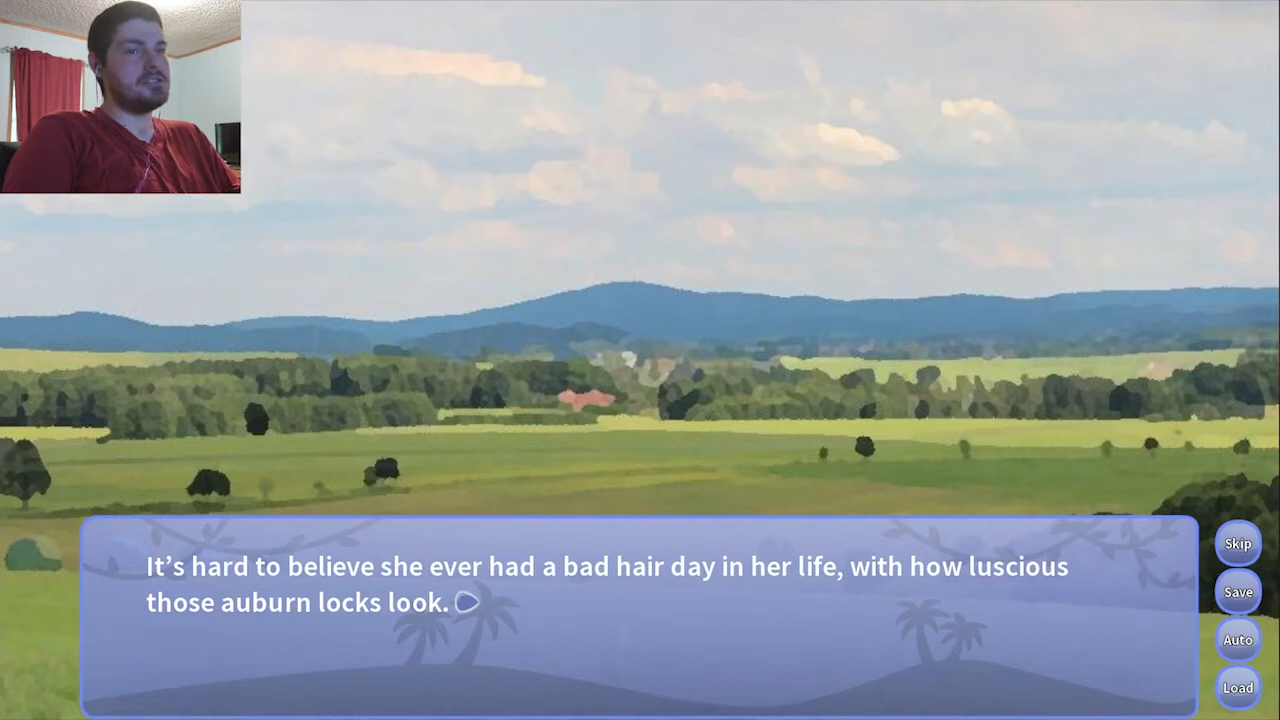 It’s hard to believe she ever had a bad hair day in her life, with how luscious
those auburn locks look.
Skip
Save
Auto
Load